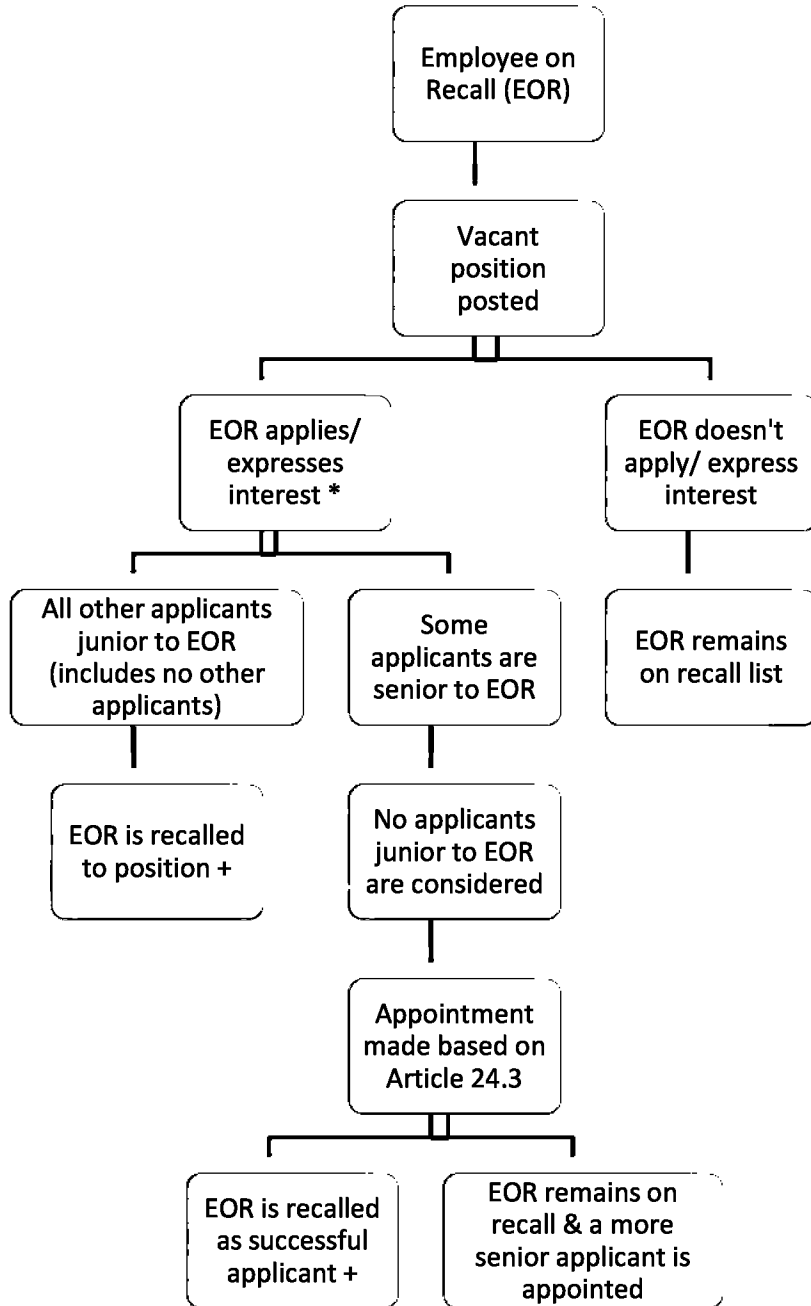 Employee on
Recall (EOR)
Vacant
position
posted
EOR applies/
expresses
interest *
EOR doesn't
apply/ express
interest
All other applicants
junior to EOR
(includes no other
applicants)
Some
applicants are
senior to EOR
EOR remains
on recall list
EOR is recalled
to position +
No applicants
junior to EOR
are considered
Appointment
made based on
Article 24.3
EOR is recalled
as successful
applicant +
EOR remains on
recall & a more
senior applicant is
appointed